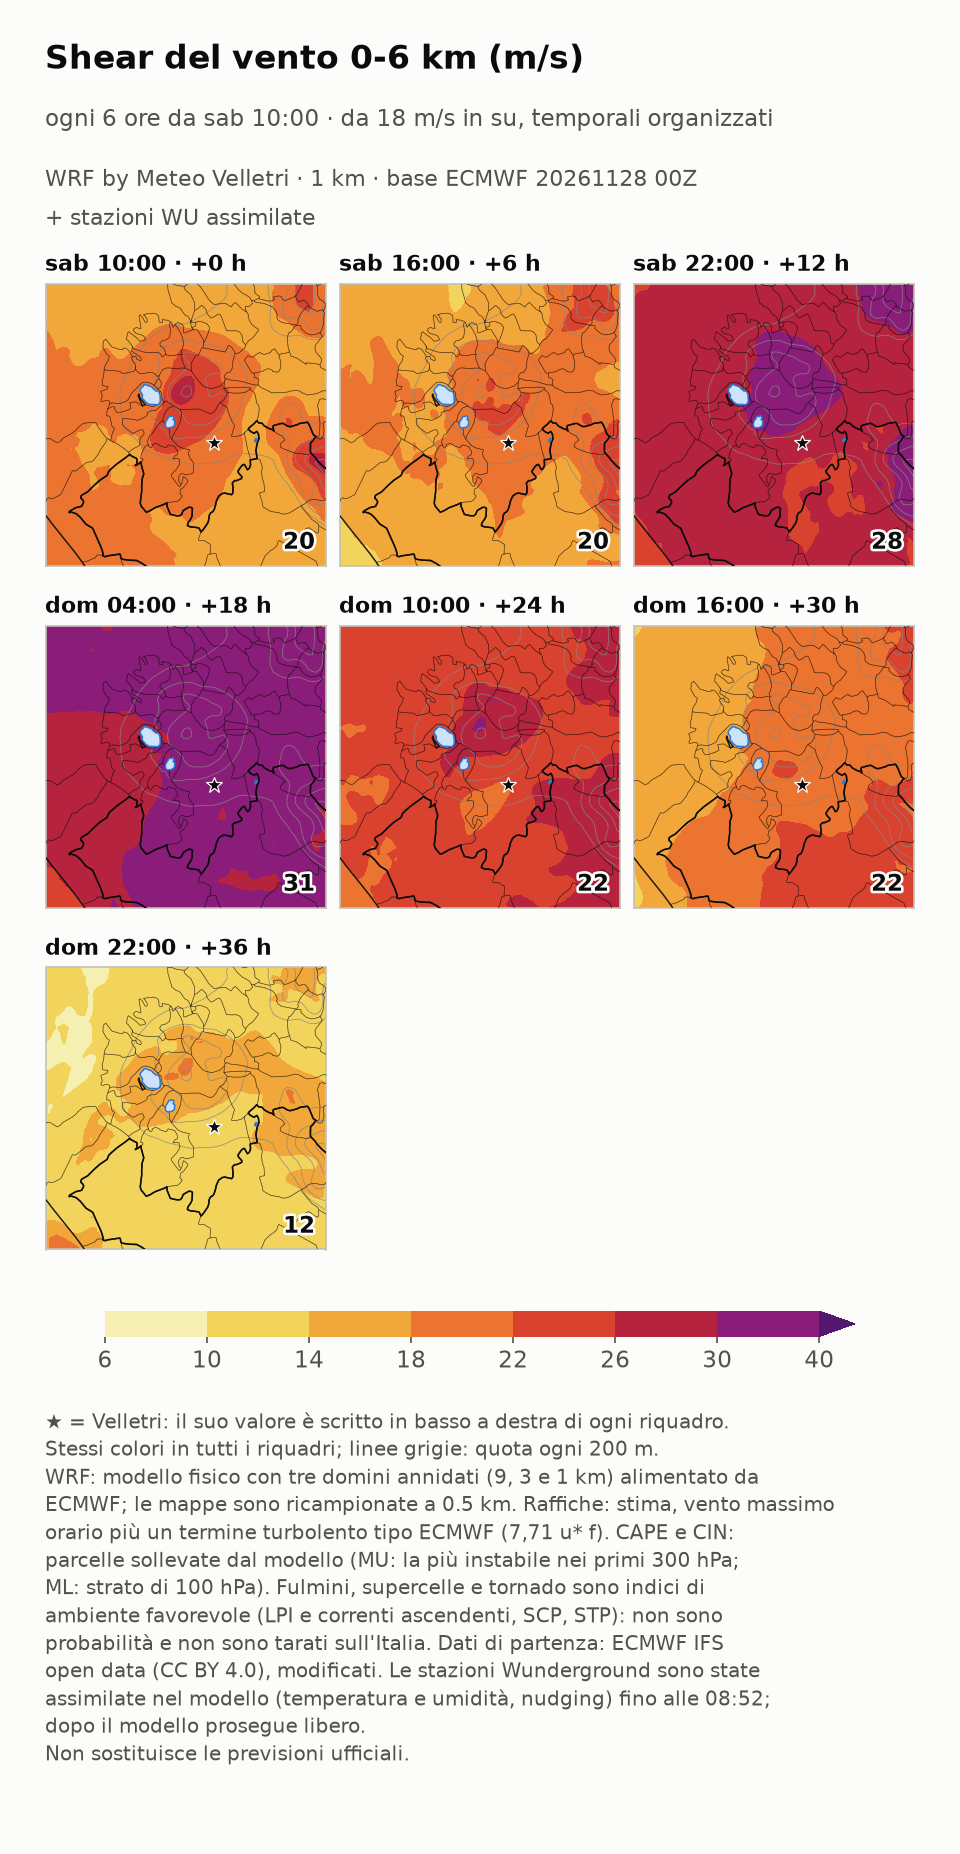 Shear del vento 0-6 km (m/s)
ogni 6 ore da sab 10:00 · da 18 m/s in su, temporali organizzati
WRF by Meteo Velletri · 1 km · base ECMWF 20261128 00Z
+ stazioni WU assimilate
sab 10:00 · +0 h
sab 16:00 · +6 h
sab 22:00 · +12 h
20
20
28
dom 04:00 · +18 h
dom 10:00 · +24 h
dom 16:00 · +30 h
31
22
22
dom 22:00 · +36 h
12
6 10 14 18 22 26 30 40
★ = Velletri: il suo valore è scritto in basso a destra di ogni riquadro.
Stessi colori in tutti i riquadri; linee grigie: quota ogni 200 m.
WRF: modello fisico con tre domini annidati (9, 3 e 1 km) alimentato da
ECMWF; le mappe sono ricampionate a 0.5 km. Raffiche: stima, vento massimo
orario più un termine turbolento tipo ECMWF (7,71 u* f). CAPE e CIN:
parcelle sollevate dal modello (MU: la più instabile nei primi 300 hPa;
ML: strato di 100 hPa). Fulmini, supercelle e tornado sono indici di
ambiente favorevole (LPI e correnti ascendenti, SCP, STP): non sono
probabilità e non sono tarati sull'Italia. Dati di partenza: ECMWF IFS
open data (CC BY 4.0), modificati. Le stazioni Wunderground sono state
assimilate nel modello (temperatura e umidità, nudging) fino alle 08:52;
dopo il modello prosegue libero.
Non sostituisce le previsioni ufficiali.